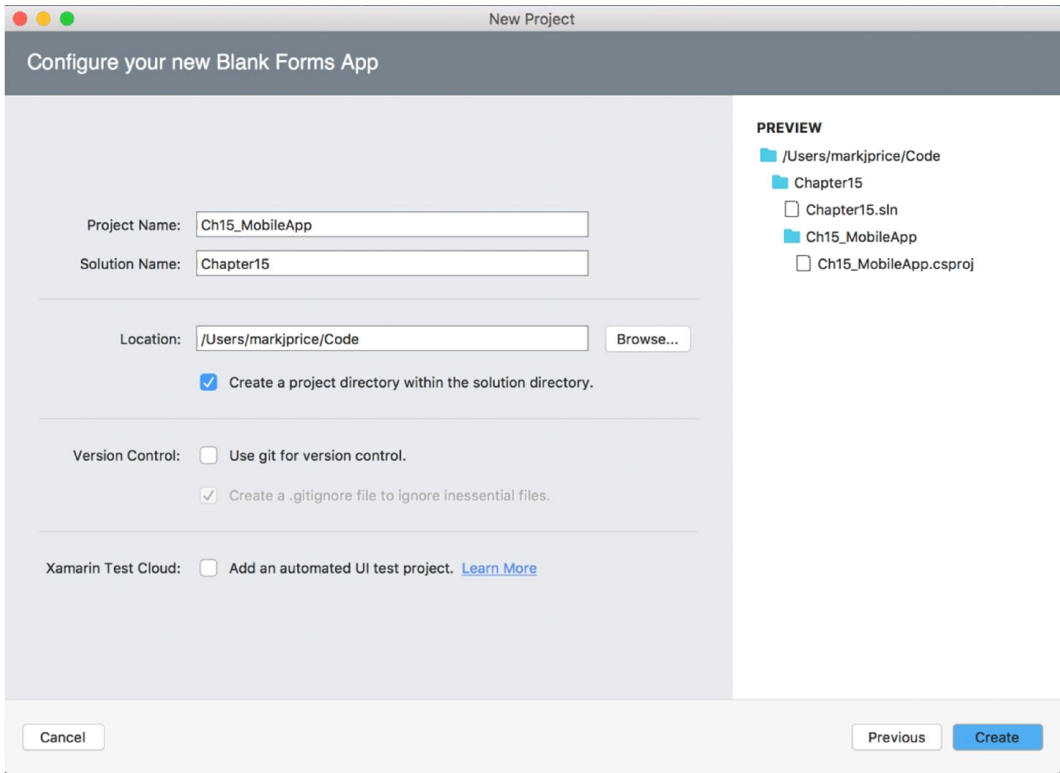 New Project
Configure your new Blank Forms App
Project Name: Ch15_MobileApp
Solution Name: Chapter15
Location: /Users/markjprice/Code Browse...
Create a project directory within the solution directory.
Version Control: Use git for version control.
Create a .gitignore file to ignore inessential files.
Xamarin Test Cloud: Add an automated UI test project. Learn More
PREVIEW
/Users/markjprice/Code
Chapter15
Chapter15.sln
Ch15_MobileApp
Ch15_MobileApp.csproj
Cancel Previous Create